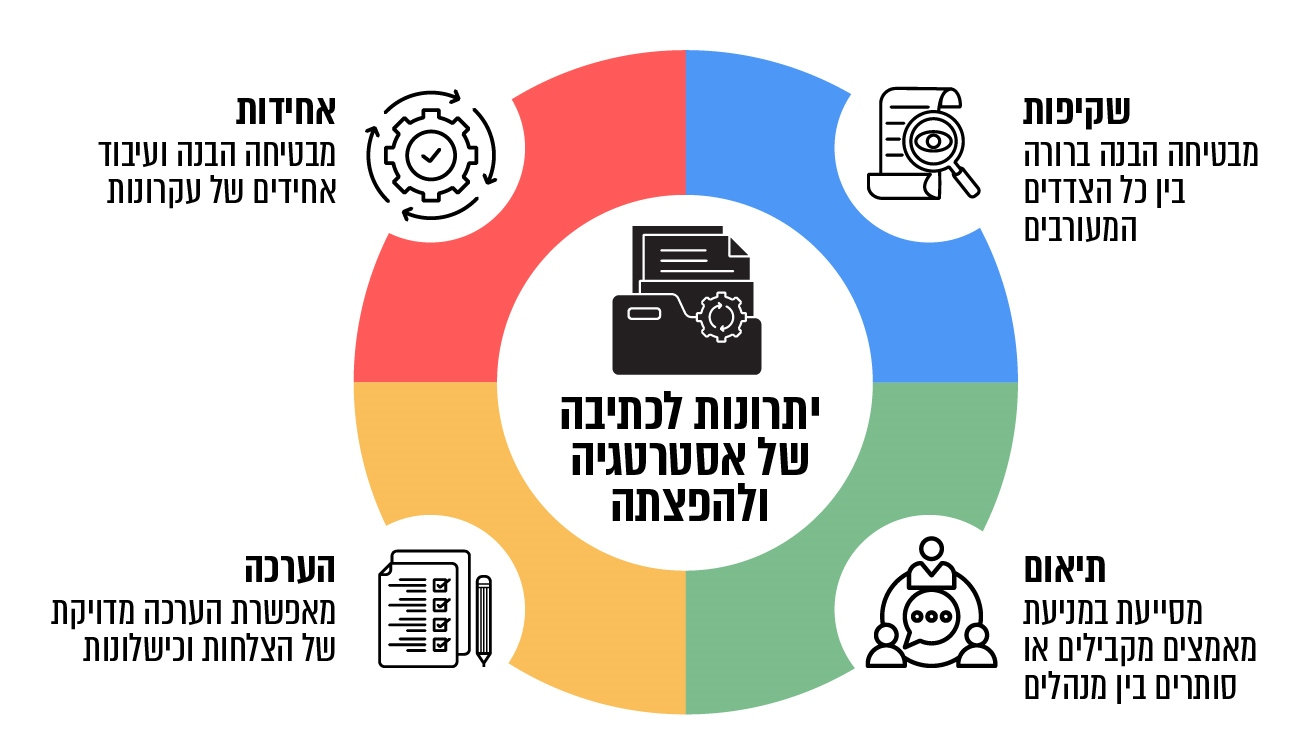 יתרונות לכתיבה
של אסטרטגיה
ולהפצתה
שקיפות
מבטיחה הבנה ברורה
בין כל הצדדים
המעורבים
אחידות
מבטיחה הבנה ועיבוד
אחידים של עקרונות
תיאום
מסייעת במניעת
מאמצים מקבילים או
סותרים בין מנהלים
הערכה
מאפשרת הערכה מדויקת
של הצלחות וכישלונות